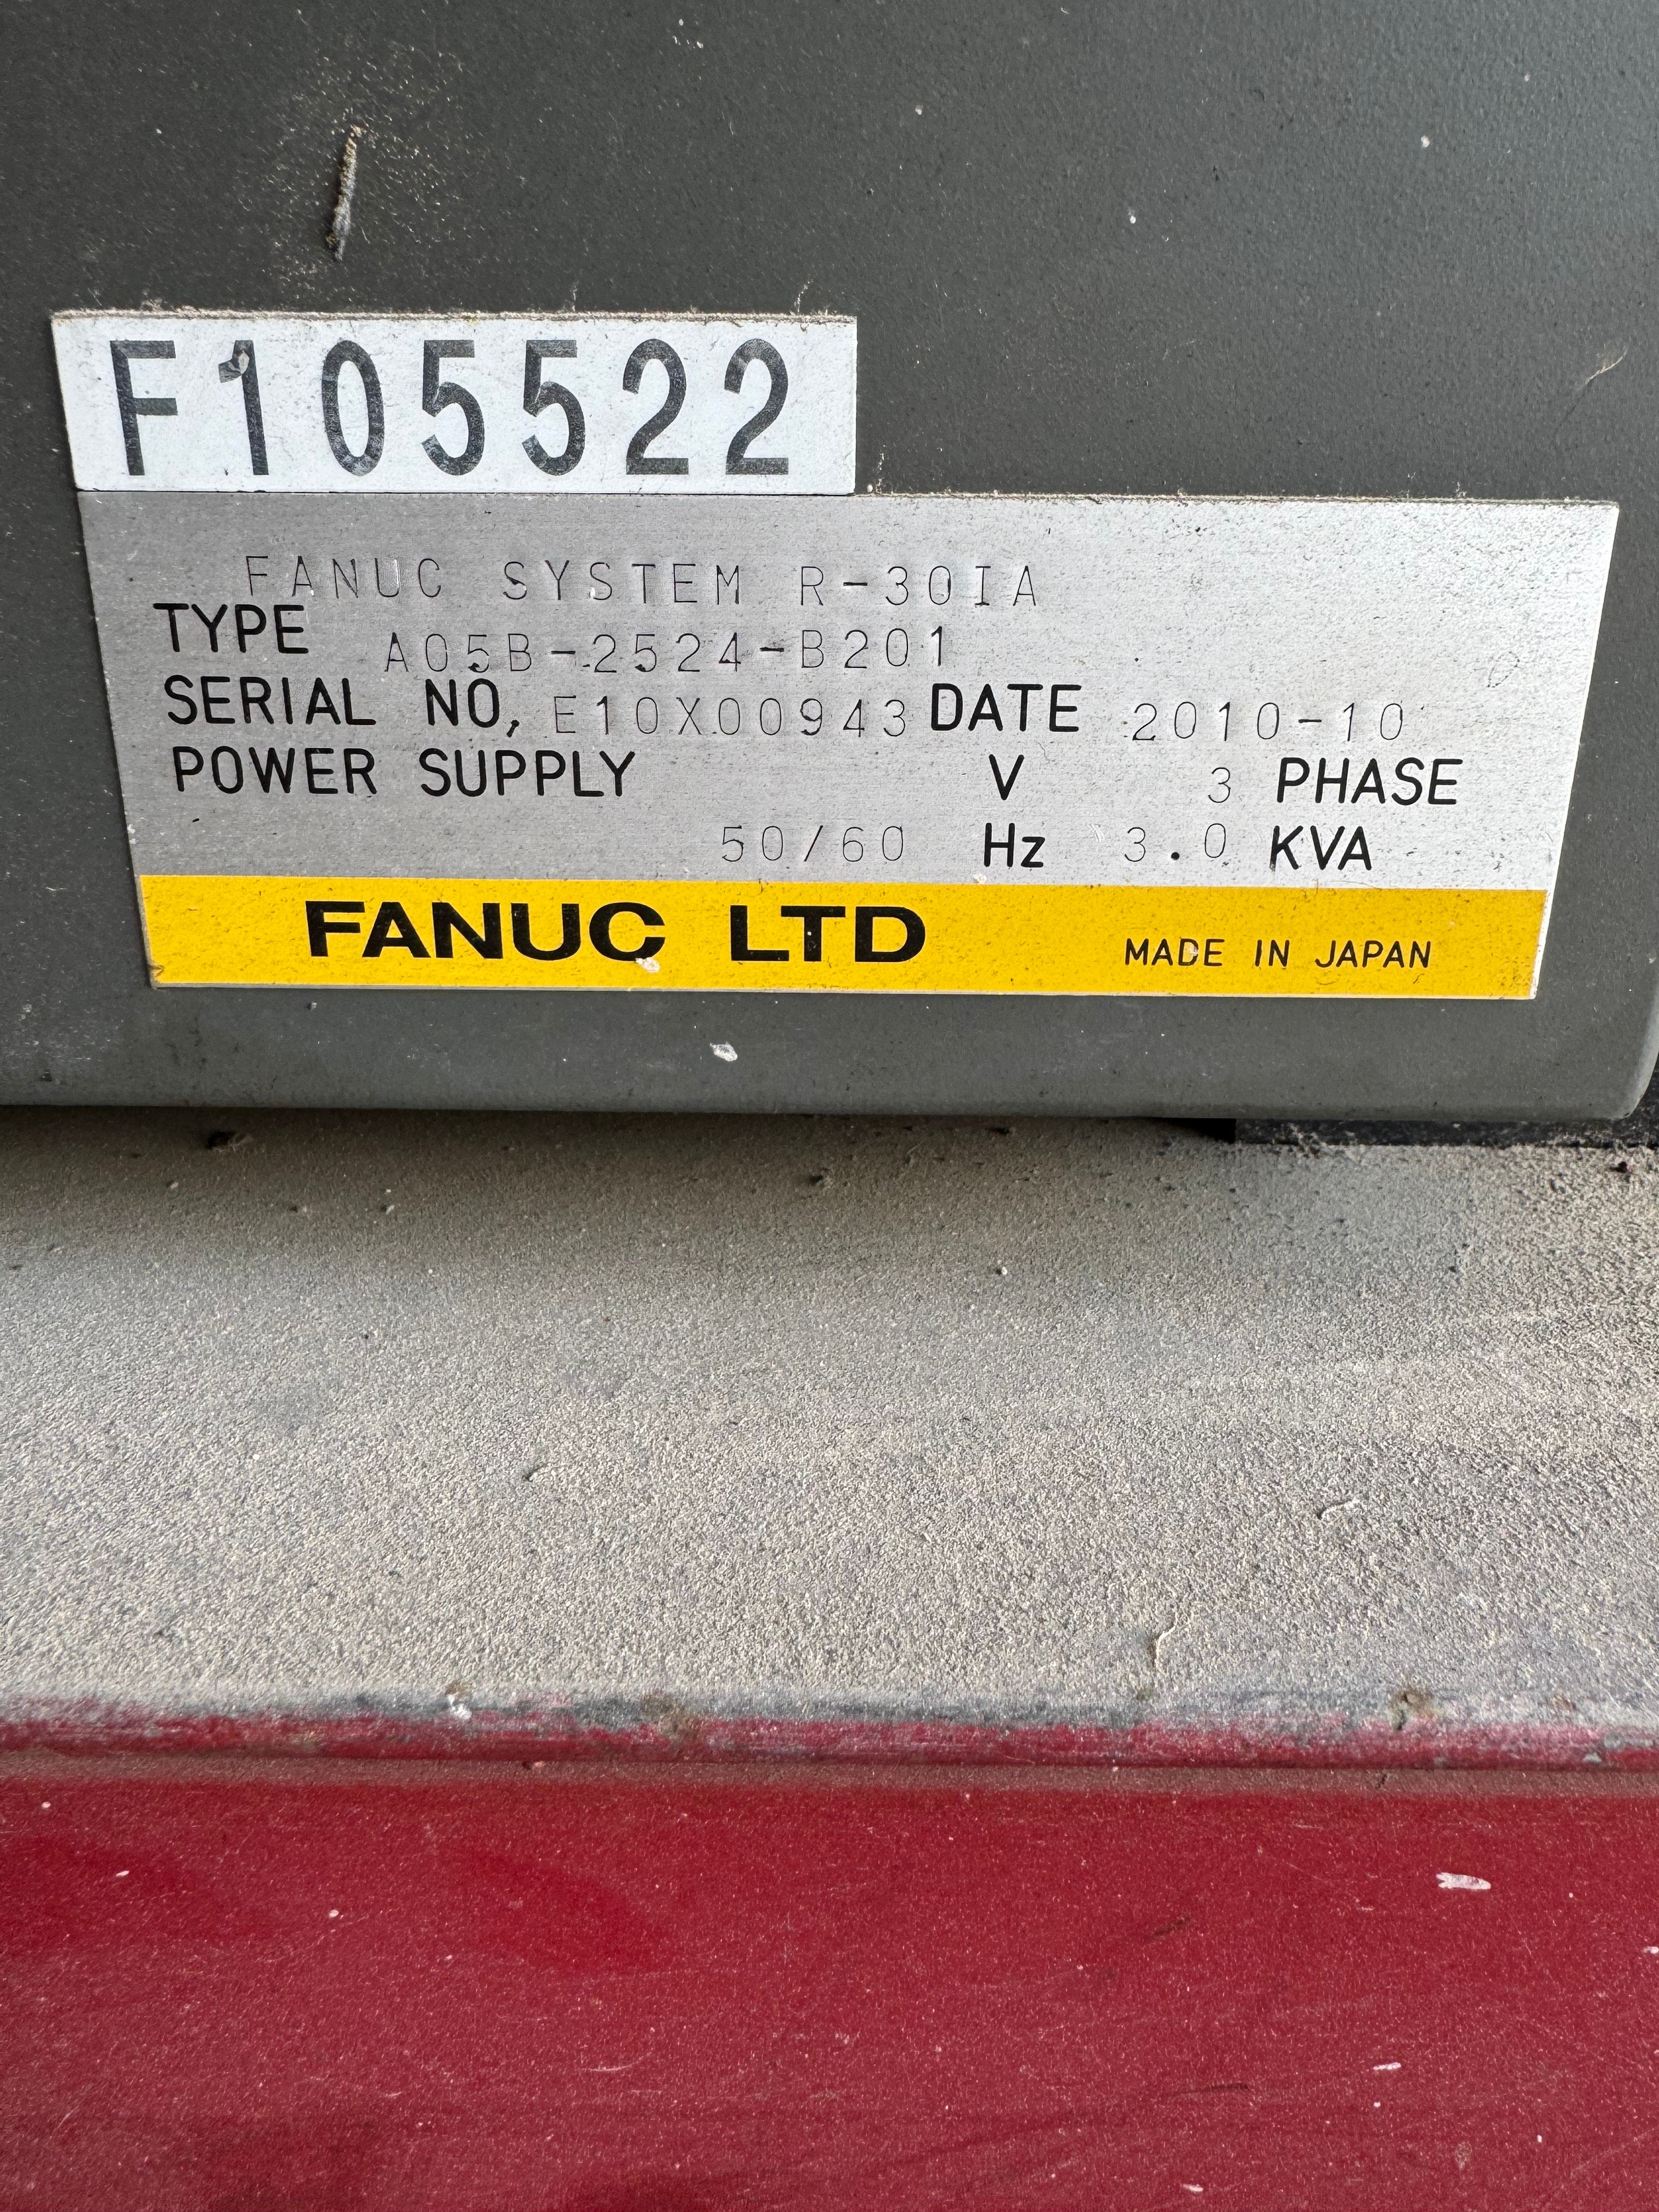 F105522
FANUC SYSTEM R-30IA
TYPE A05B-2524-B201
SERIAL NO, E10X00943 DATE 2010-10
POWER SUPPLY V 3 PHASE
50/60 Hz 3.0 KVA
FANUC LTD MADE IN JAPAN